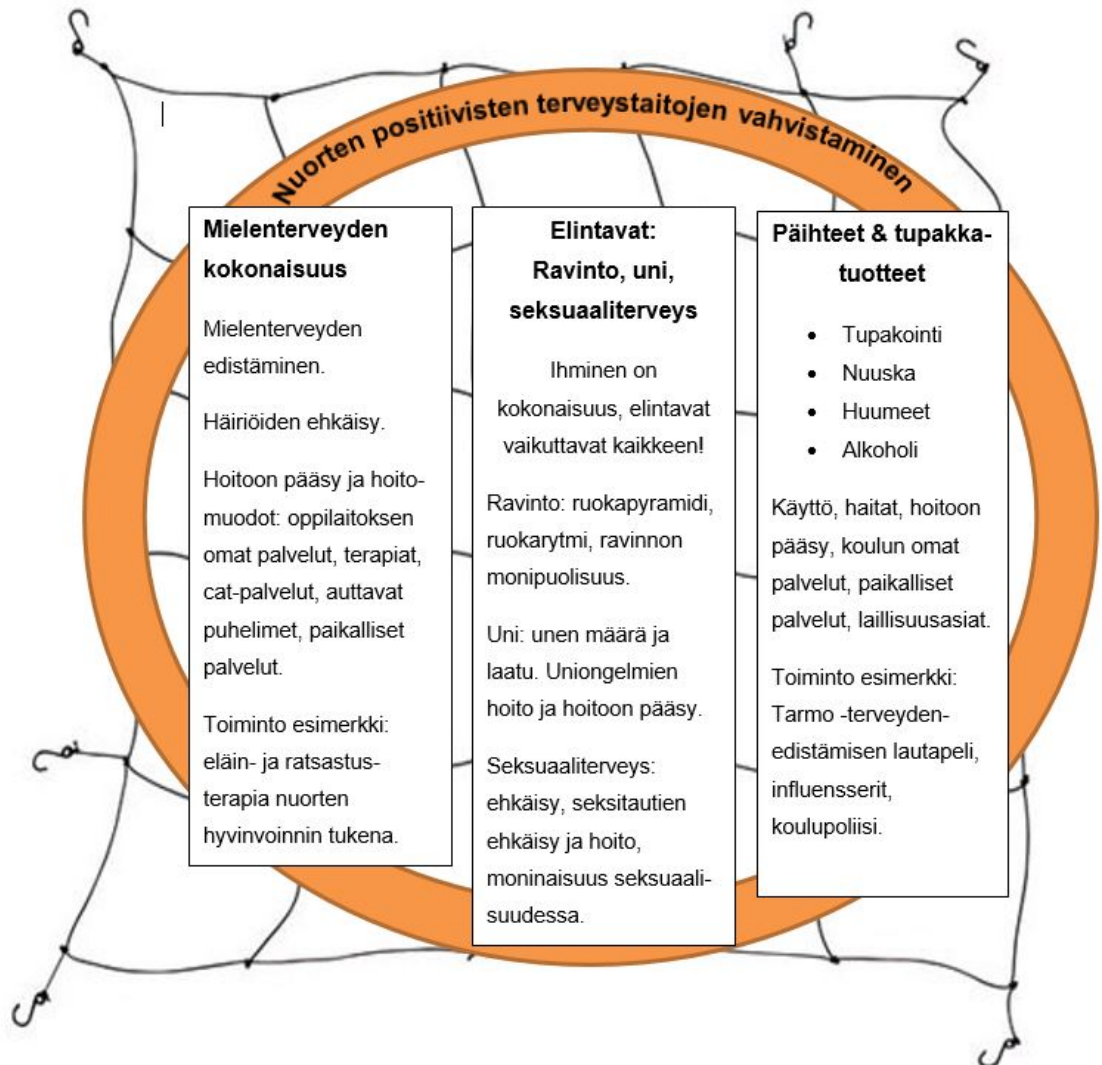 Nuorten positiivisten terveystaitojen vahvistaminen
Mielenterveyden
kokonaisuus
Mielenterveyden
edistäminen.
Häiriöiden ehkäisy.
Hoitoon pääsy ja hoito-
muodot: oppilaitoksen
omat palvelut, terapiat,
cat-palvelut, auttavat
puhelimet, paikalliset
palvelut.
Toiminto esimerkki:
eläin- ja ratsastus-
terapia nuorten
hyvinvoinnin tukena.
Elintavat:
Ravinto, uni,
seksuaaliterveys
Ihminen on
kokonaisuus, elintavat
vaikuttavat kaikkeen!
Ravinto: ruokapyramidi,
ruokarytmi, ravinnon
monipuolisuus.
Uni: unen määrä ja
laatu. Uniongelmien
hoito ja hoitoon pääsy.
Seksuaaliterveys:
ehkäisy, seksitautien
ehkäisy ja hoito,
moninaisuus seksuaali-
suudessa.
Päihteet & tupakka-
tuotteet
• Tupakointi
• Nuuska
• Huumeet
• Alkoholi
Käyttö, haitat, hoitoon
pääsy, koulun omat
palvelut, paikalliset
palvelut, laillisuusasiat.
Toiminto esimerkki:
Tarmo -terveyden-
edistämisen lautapeli,
influensserit,
koulupoliisi.